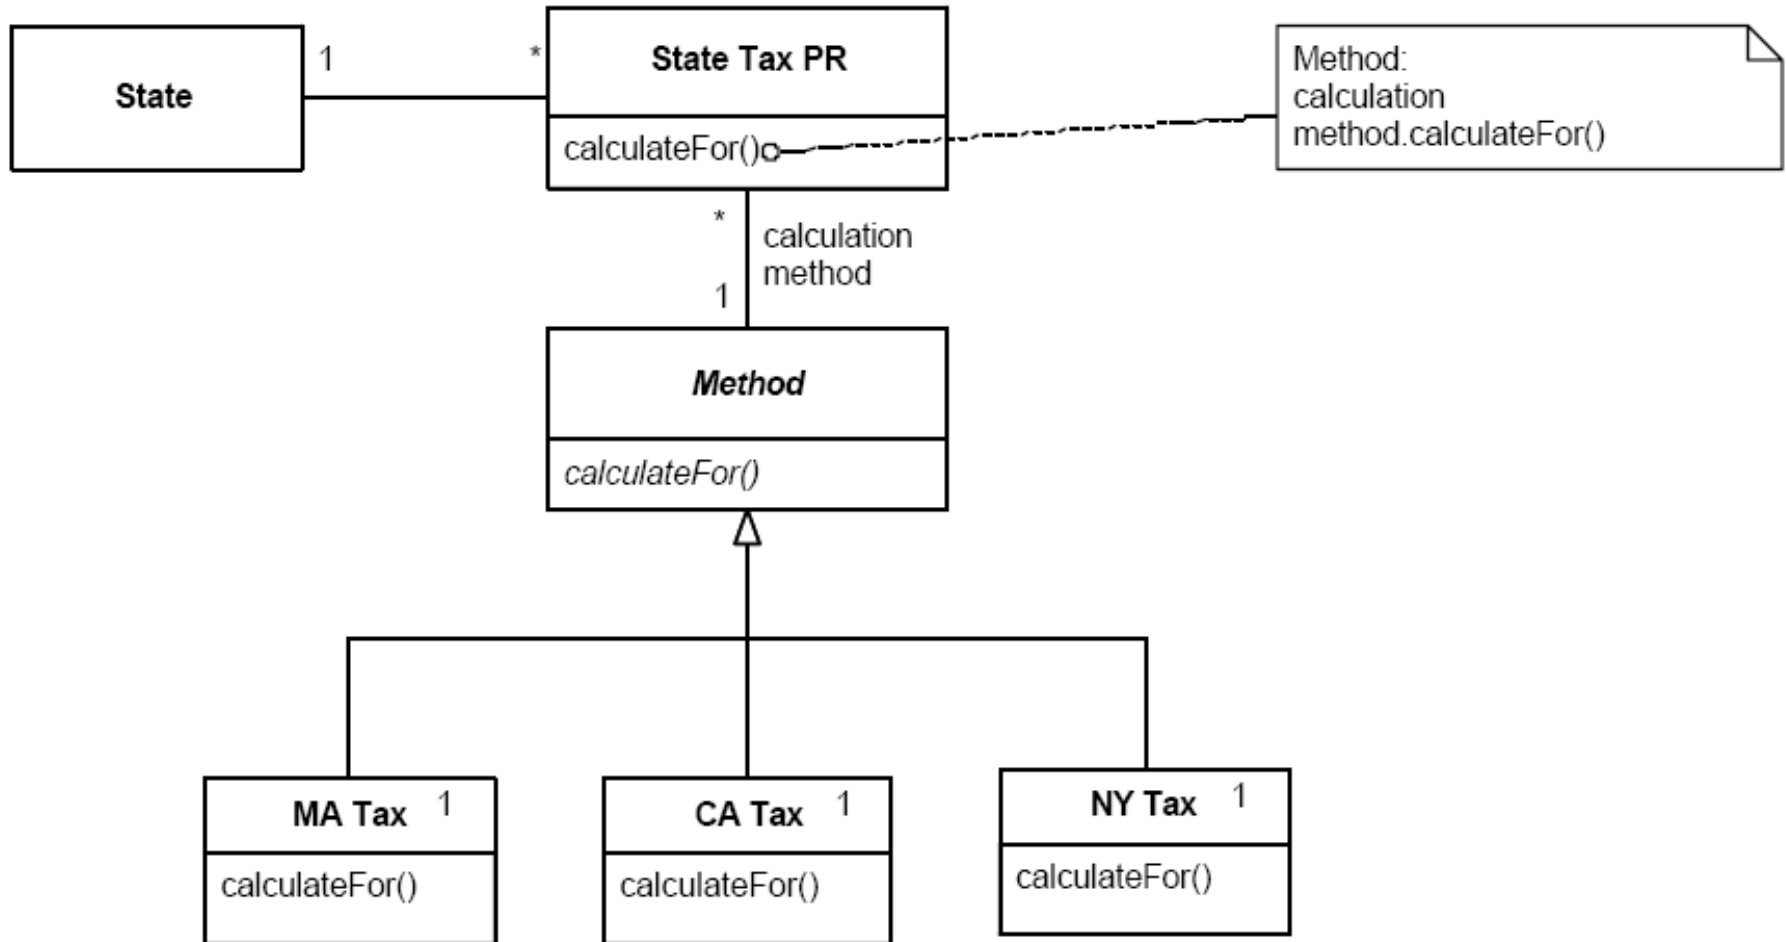 State
1
*
State Tax PR
calculateFor()
Method:
calculation
method.calculateFor()
*
calculation
method
1
Method
calculateFor()
MA Tax 1
calculateFor()
CA Tax 1
calculateFor()
NY Tax 1
calculateFor()